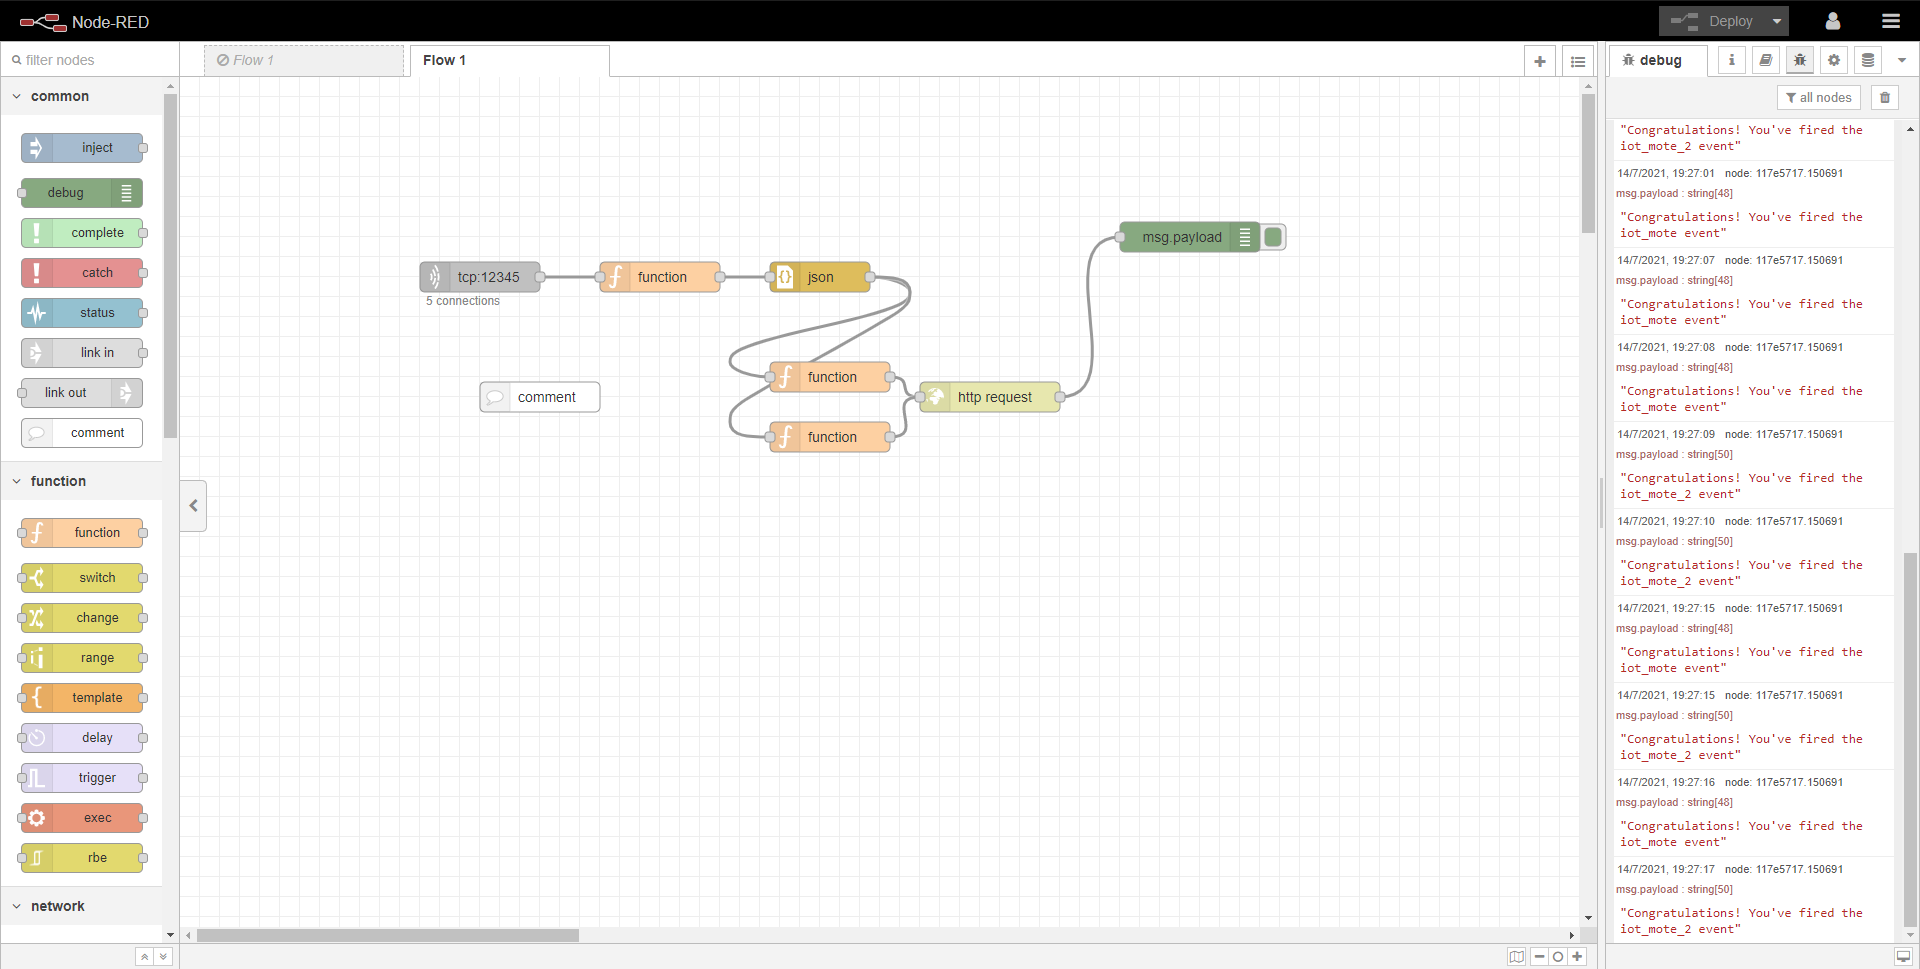 Node-RED
Deploy
filter nodes
Flow 1
Flow 1
debug
all nodes
common
inject
debug
complete
catch
status
link in
link out
comment
function
function
switch
change
range
template
delay
trigger
exec
rbe
network
tcp:12345
5 connections
function
json
msg.payload
comment
function
function
http request
"Congratulations! You've fired the
iot_mote_2 event"
14/7/2021, 19:27:01 node: 117e5717.150691
msg.payload : string[48]
"Congratulations! You've fired the
iot_mote event"
14/7/2021, 19:27:07 node: 117e5717.150691
msg.payload : string[48]
"Congratulations! You've fired the
iot_mote event"
14/7/2021, 19:27:08 node: 117e5717.150691
msg.payload : string[48]
"Congratulations! You've fired the
iot_mote event"
14/7/2021, 19:27:09 node: 117e5717.150691
msg.payload : string[50]
"Congratulations! You've fired the
iot_mote_2 event"
14/7/2021, 19:27:10 node: 117e5717.150691
msg.payload : string[50]
"Congratulations! You've fired the
iot_mote_2 event"
14/7/2021, 19:27:15 node: 117e5717.150691
msg.payload : string[48]
"Congratulations! You've fired the
iot_mote event"
14/7/2021, 19:27:15 node: 117e5717.150691
msg.payload : string[50]
"Congratulations! You've fired the
iot_mote_2 event"
14/7/2021, 19:27:16 node: 117e5717.150691
msg.payload : string[48]
"Congratulations! You've fired the
iot_mote event"
14/7/2021, 19:27:17 node: 117e5717.150691
msg.payload : string[50]
"Congratulations! You've fired the
iot_mote_2 event"